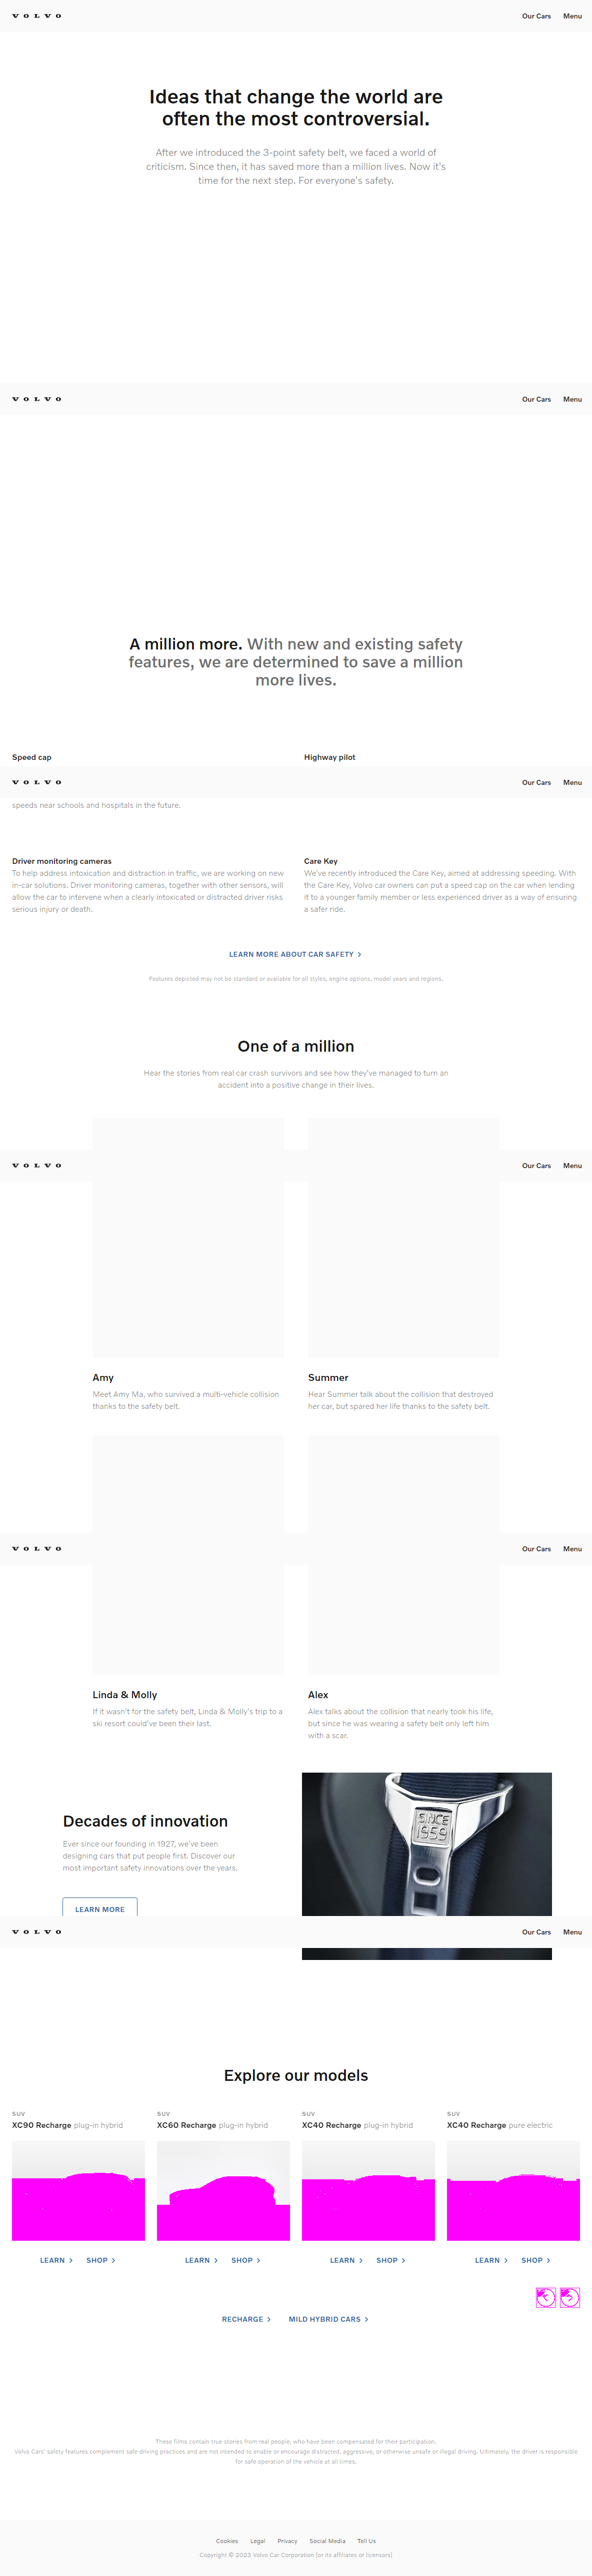 VOLVO
Our Cars Menu
Ideas that change the world are
often the most controversial.
After we introduced the 3-point safety belt, we faced a world of
criticism. Since then, it has saved more than a million lives. Now it's
time for the next step. For everyone's safety.
VOLVO
Our Cars Menu
A million more. With new and existing safety
features, we are determined to save a million
more lives.
Speed cap
Highway pilot
VOLVO
Our Cars Menu
speeds near schools and hospitals in the future.
Driver monitoring cameras
To help address intoxication and distraction in traffic, we are working on new
in-car solutions. Driver monitoring cameras, together with other sensors, will
allow the car to intervene when a clearly intoxicated or distracted driver risks
serious injury or death.
Care Key
We've recently introduced the Care Key, aimed at addressing speeding. With
the Care Key, Volvo car owners can put a speed cap on the car when lending
it to a younger family member or less experienced driver as a way of ensuring
a safer ride.
LEARN MORE ABOUT CAR SAFETY
Features depicted may not be standard or available for all styles, engine options, model years and regions.
One of a million
Hear the stories from real car crash survivors and see how they've managed to turn an
accident into a positive change in their lives.
VOLVO
Our Cars Menu
Amy
Meet Amy Ma, who survived a multi-vehicle collision
thanks to the safety belt.
Summer
Hear Summer talk about the collision that destroyed
her car, but spared her life thanks to the safety belt.
VOLVO
Our Cars Menu
Linda & Molly
If it wasn't for the safety belt, Linda & Molly's trip to a
ski resort could've been their last.
Alex
Alex talks about the collision that nearly took his life,
but since he was wearing a safety belt only left him
with a scar.
Decades of innovation
Ever since our founding in 1927, we've been
designing cars that put people first. Discover our
most important safety innovations over the years.
LEARN MORE
SINCE
1959
VOLVO
Our Cars Menu
Explore our models
SUV
XC90 Recharge plug-in hybrid
LEARN SHOP
SUV
XC60 Recharge plug-in hybrid
LEARN SHOP
SUV
XC40 Recharge plug-in hybrid
LEARN SHOP
SUV
XC40 Recharge pure electric
LEARN SHOP
RECHARGE MILD HYBRID CARS
These films contain true stories from real people, who have been compensated for their participation.
Volvo Cars' safety features complement safe driving practices and are not intended to enable or encourage distracted, aggressive, or otherwise unsafe or illegal driving. Ultimately, the driver is responsible
for safe operation of the vehicle at all times.
Cookies Legal Privacy Social Media Tell Us
Copyright © 2023 Volvo Car Corporation (or its affiliates or licensors)